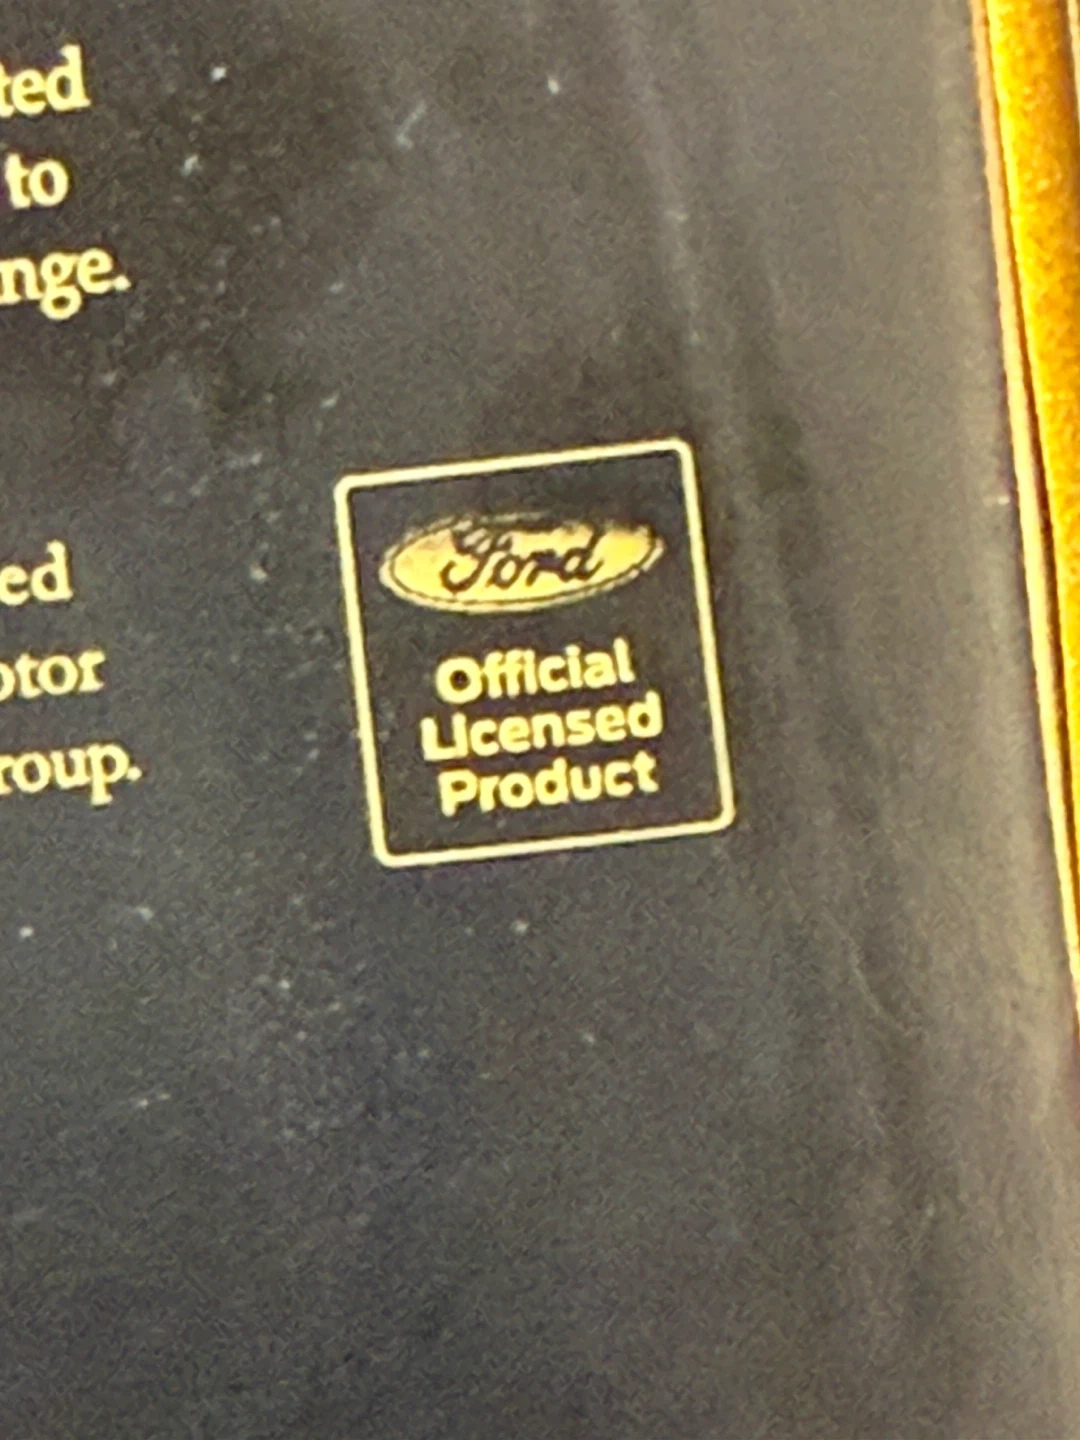 ted
to
nge.
ed
otor
roup.
Ford
Official
Licensed
Product